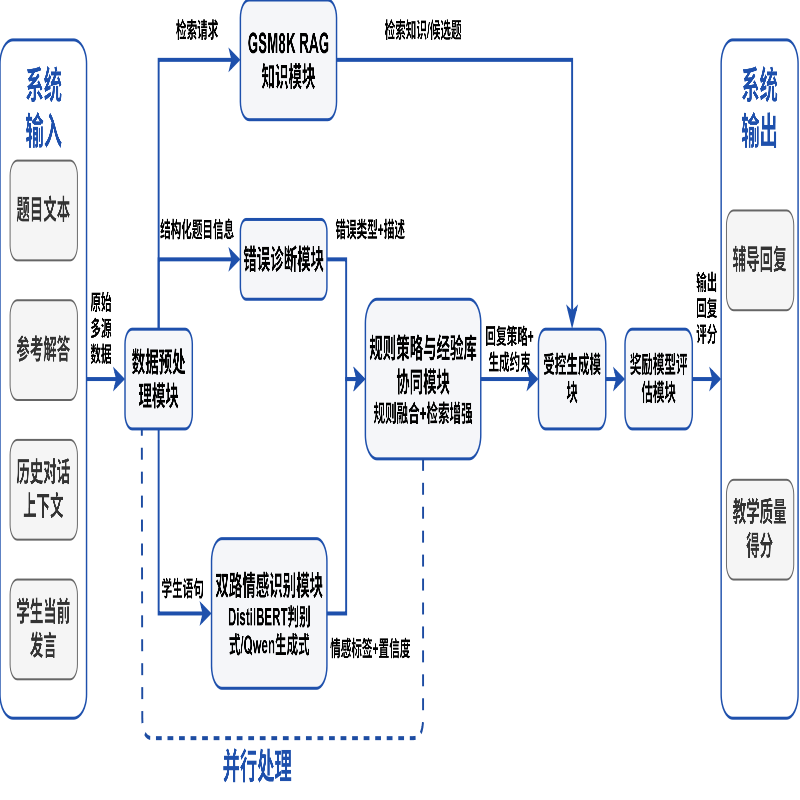 系统
输入
题目文本
参考解答
历史对话
上下文
学生当前
发言
原始
多源
数据
数据预处
理模块
检索请求
GSM8K RAG
知识模块
检索知识/候选题
结构化题目信息
错误诊断模块
错误类型+描述
学生语句
双路情感识别模块
DistilBERT判别
式/Qwen生成式
情感标签+置信度
规则策略与经验库
协同模块
规则融合+检索增强
回复策略+
生成约束
受控生成模
块
奖励模型评
估模块
输出
回复
评分
系统
输出
辅导回复
教学质量
得分
并行处理